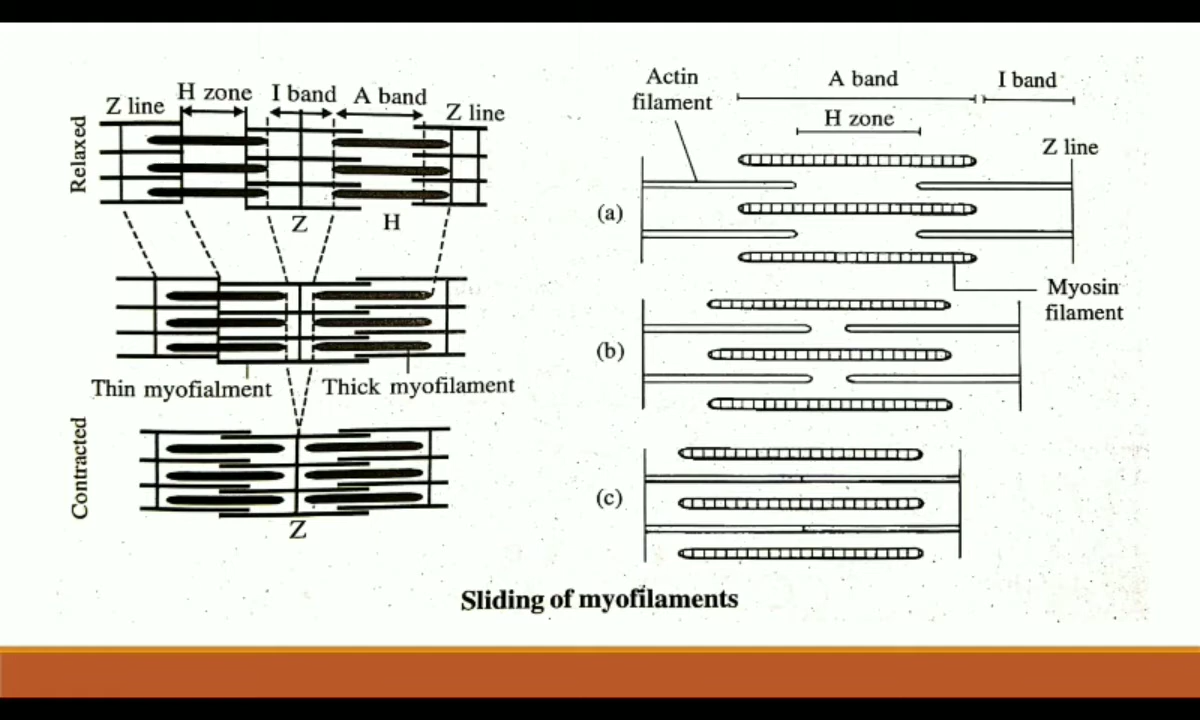 Z line
H zone
I band
A band
Z line
Relaxed
Z
H
Thin myofialment
Thick myofilament
Contracted
Z
Actin
filament
A band
I band
H zone
Z line
(a)
Myosin
filament
(b)
(c)
Sliding of myofilaments